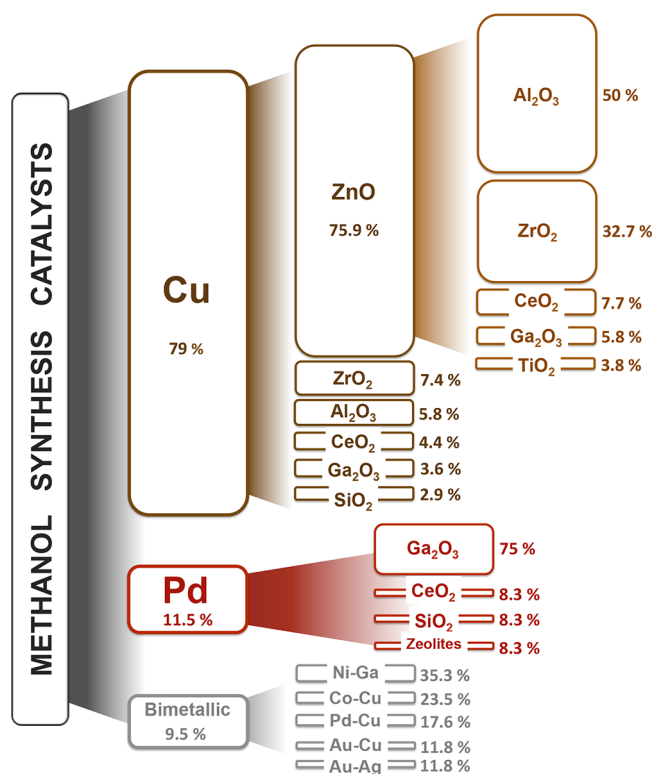 METHANOL SYNTHESIS CATALYSTS
Cu
79 %
ZnO
75.9 %
Al₂O₃
50 %
ZrO₂
32.7 %
CeO₂
7.7 %
Ga₂O₃
5.8 %
TiO₂
3.8 %
ZrO₂
7.4 %
Al₂O₃
5.8 %
CeO₂
4.4 %
Ga₂O₃
3.6 %
SiO₂
2.9 %
Pd
11.5 %
Ga₂O₃
75 %
CeO₂
8.3 %
SiO₂
8.3 %
Zeolites
8.3 %
Bimetallic
9.5 %
Ni-Ga
35.3 %
Co-Cu
23.5 %
Pd-Cu
17.6 %
Au-Cu
11.8 %
Au-Ag
11.8 %